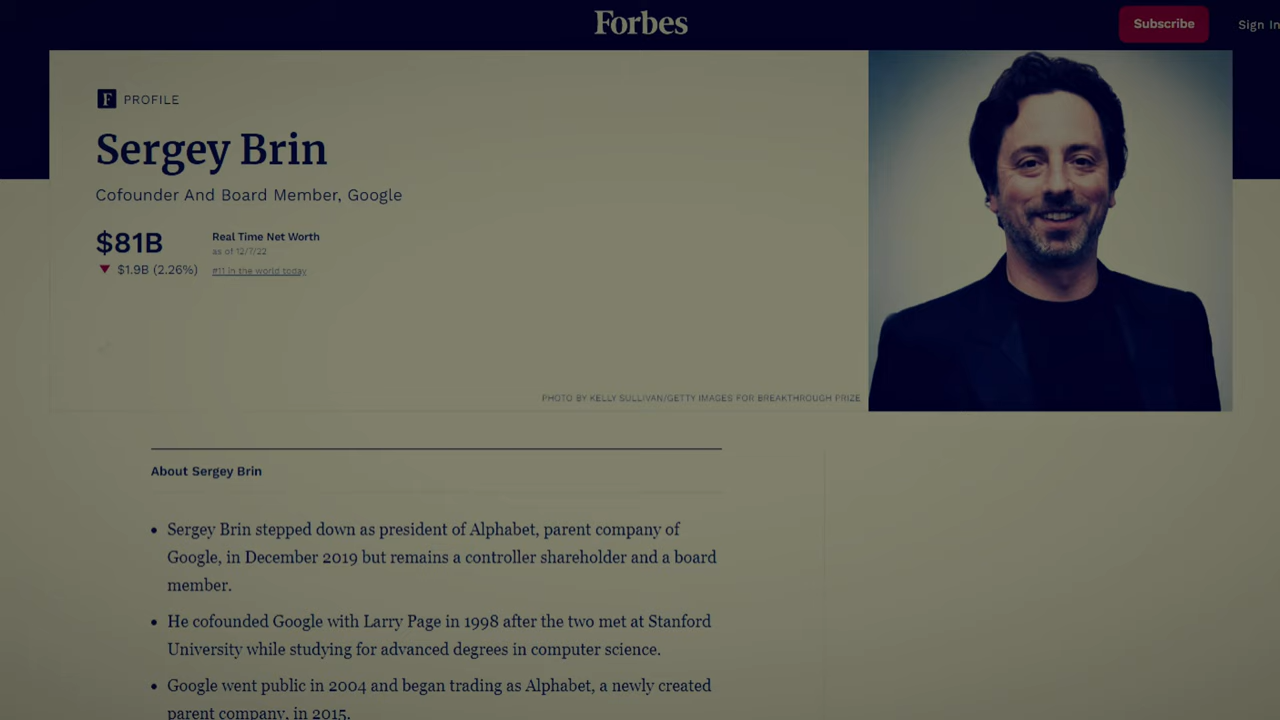 Forbes
Subscribe
Sign In
F PROFILE
Sergey Brin
Cofounder And Board Member, Google
$81B
Real Time Net Worth
as of 12/7/22
$1.9B (2.26%)
#11 in the world today
PHOTO BY KELLY SULLIVAN/GETTY IMAGES FOR BREAKTHROUGH PRIZE
About Sergey Brin
• Sergey Brin stepped down as president of Alphabet, parent company of
Google, in December 2019 but remains a controller shareholder and a board
member.
• He cofounded Google with Larry Page in 1998 after the two met at Stanford
University while studying for advanced degrees in computer science.
• Google went public in 2004 and began trading as Alphabet, a newly created
parent company, in 2015.